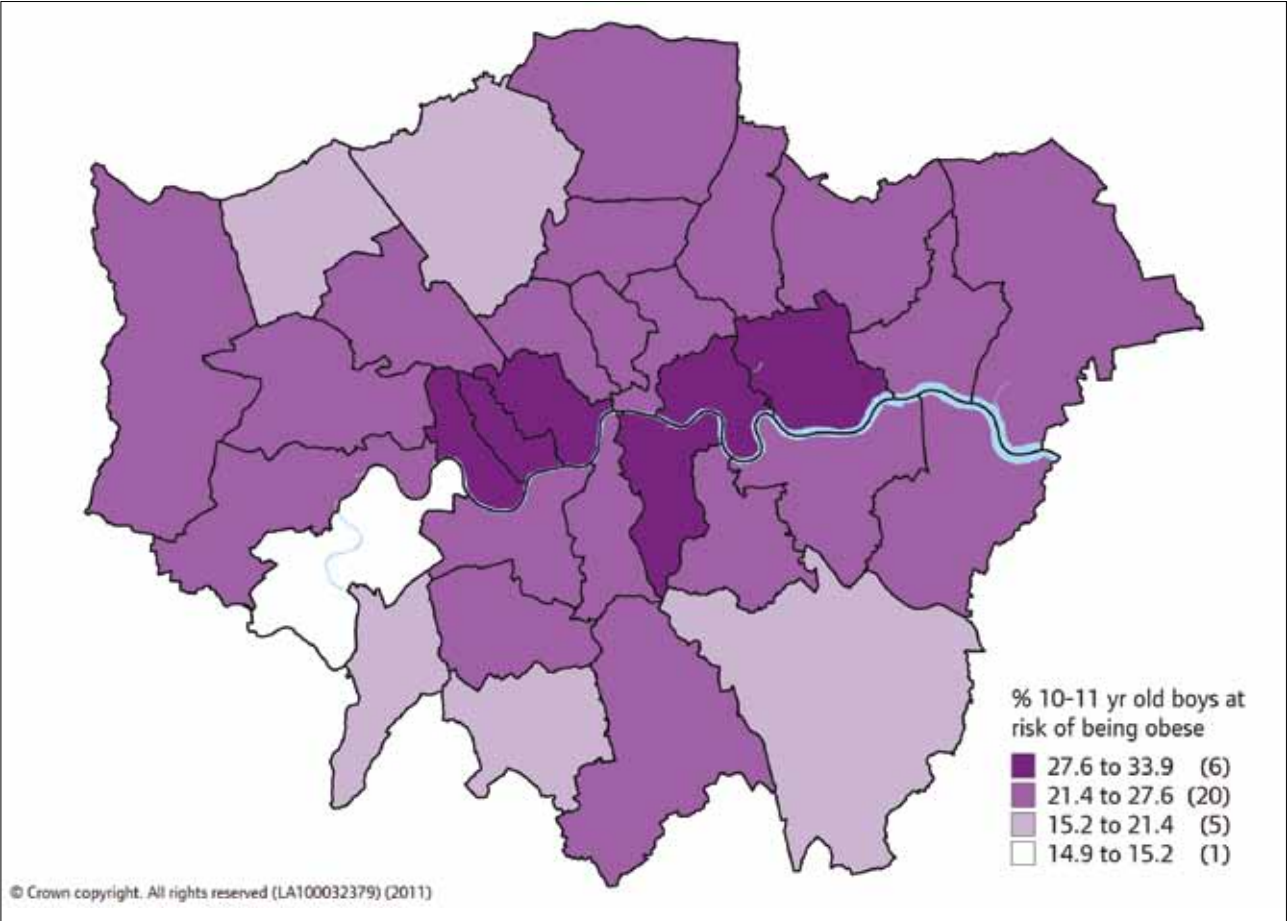 % 10-11 yr old boys at
risk of being obese
27.6 to 33.9 (6)
21.4 to 27.6 (20)
15.2 to 21.4 (5)
14.9 to 15.2 (1)
© Crown copyright. All rights reserved (LA100032379) (2011)